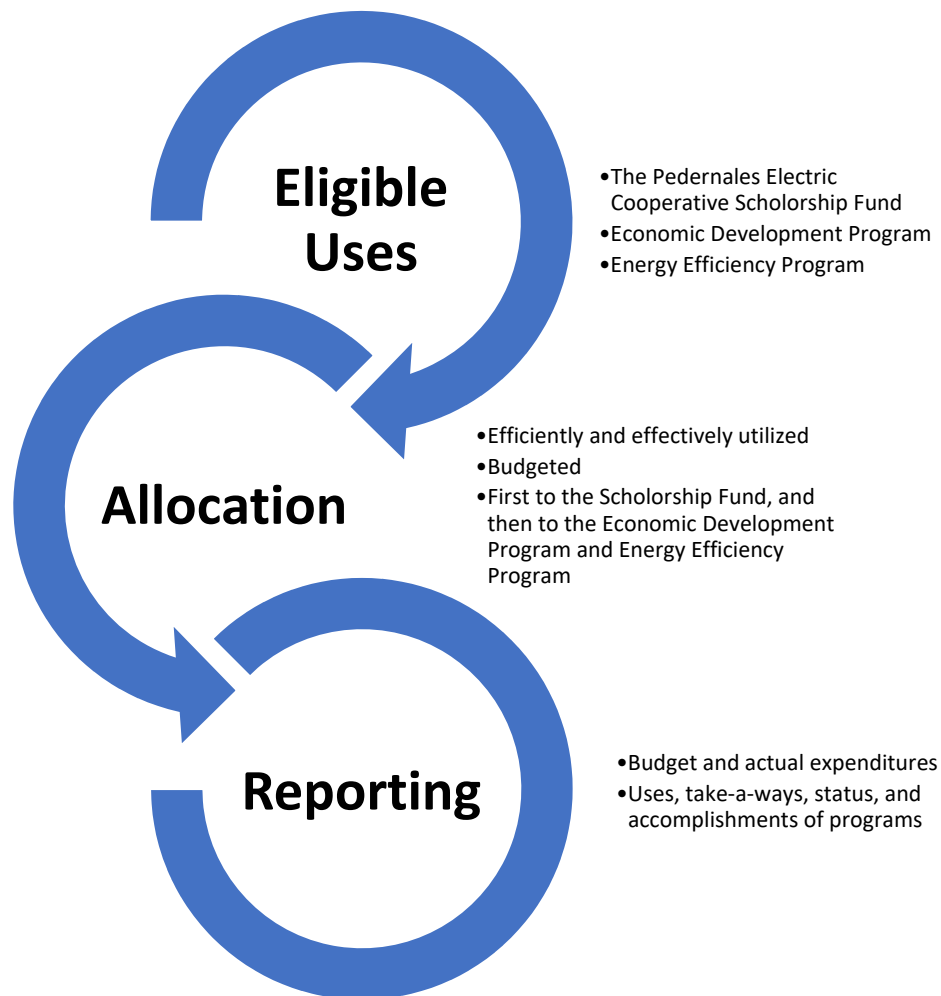 Eligible
Uses
•The Pedernales Electric
Cooperative Scholorship Fund
•Economic Development Program
•Energy Efficiency Program
Allocation
•Efficiently and effectively utilized
•Budgeted
•First to the Scholorship Fund, and
then to the Economic Development
Program and Energy Efficiency
Program
Reporting
•Budget and actual expenditures
•Uses, take-a-ways, status, and
accomplishments of programs